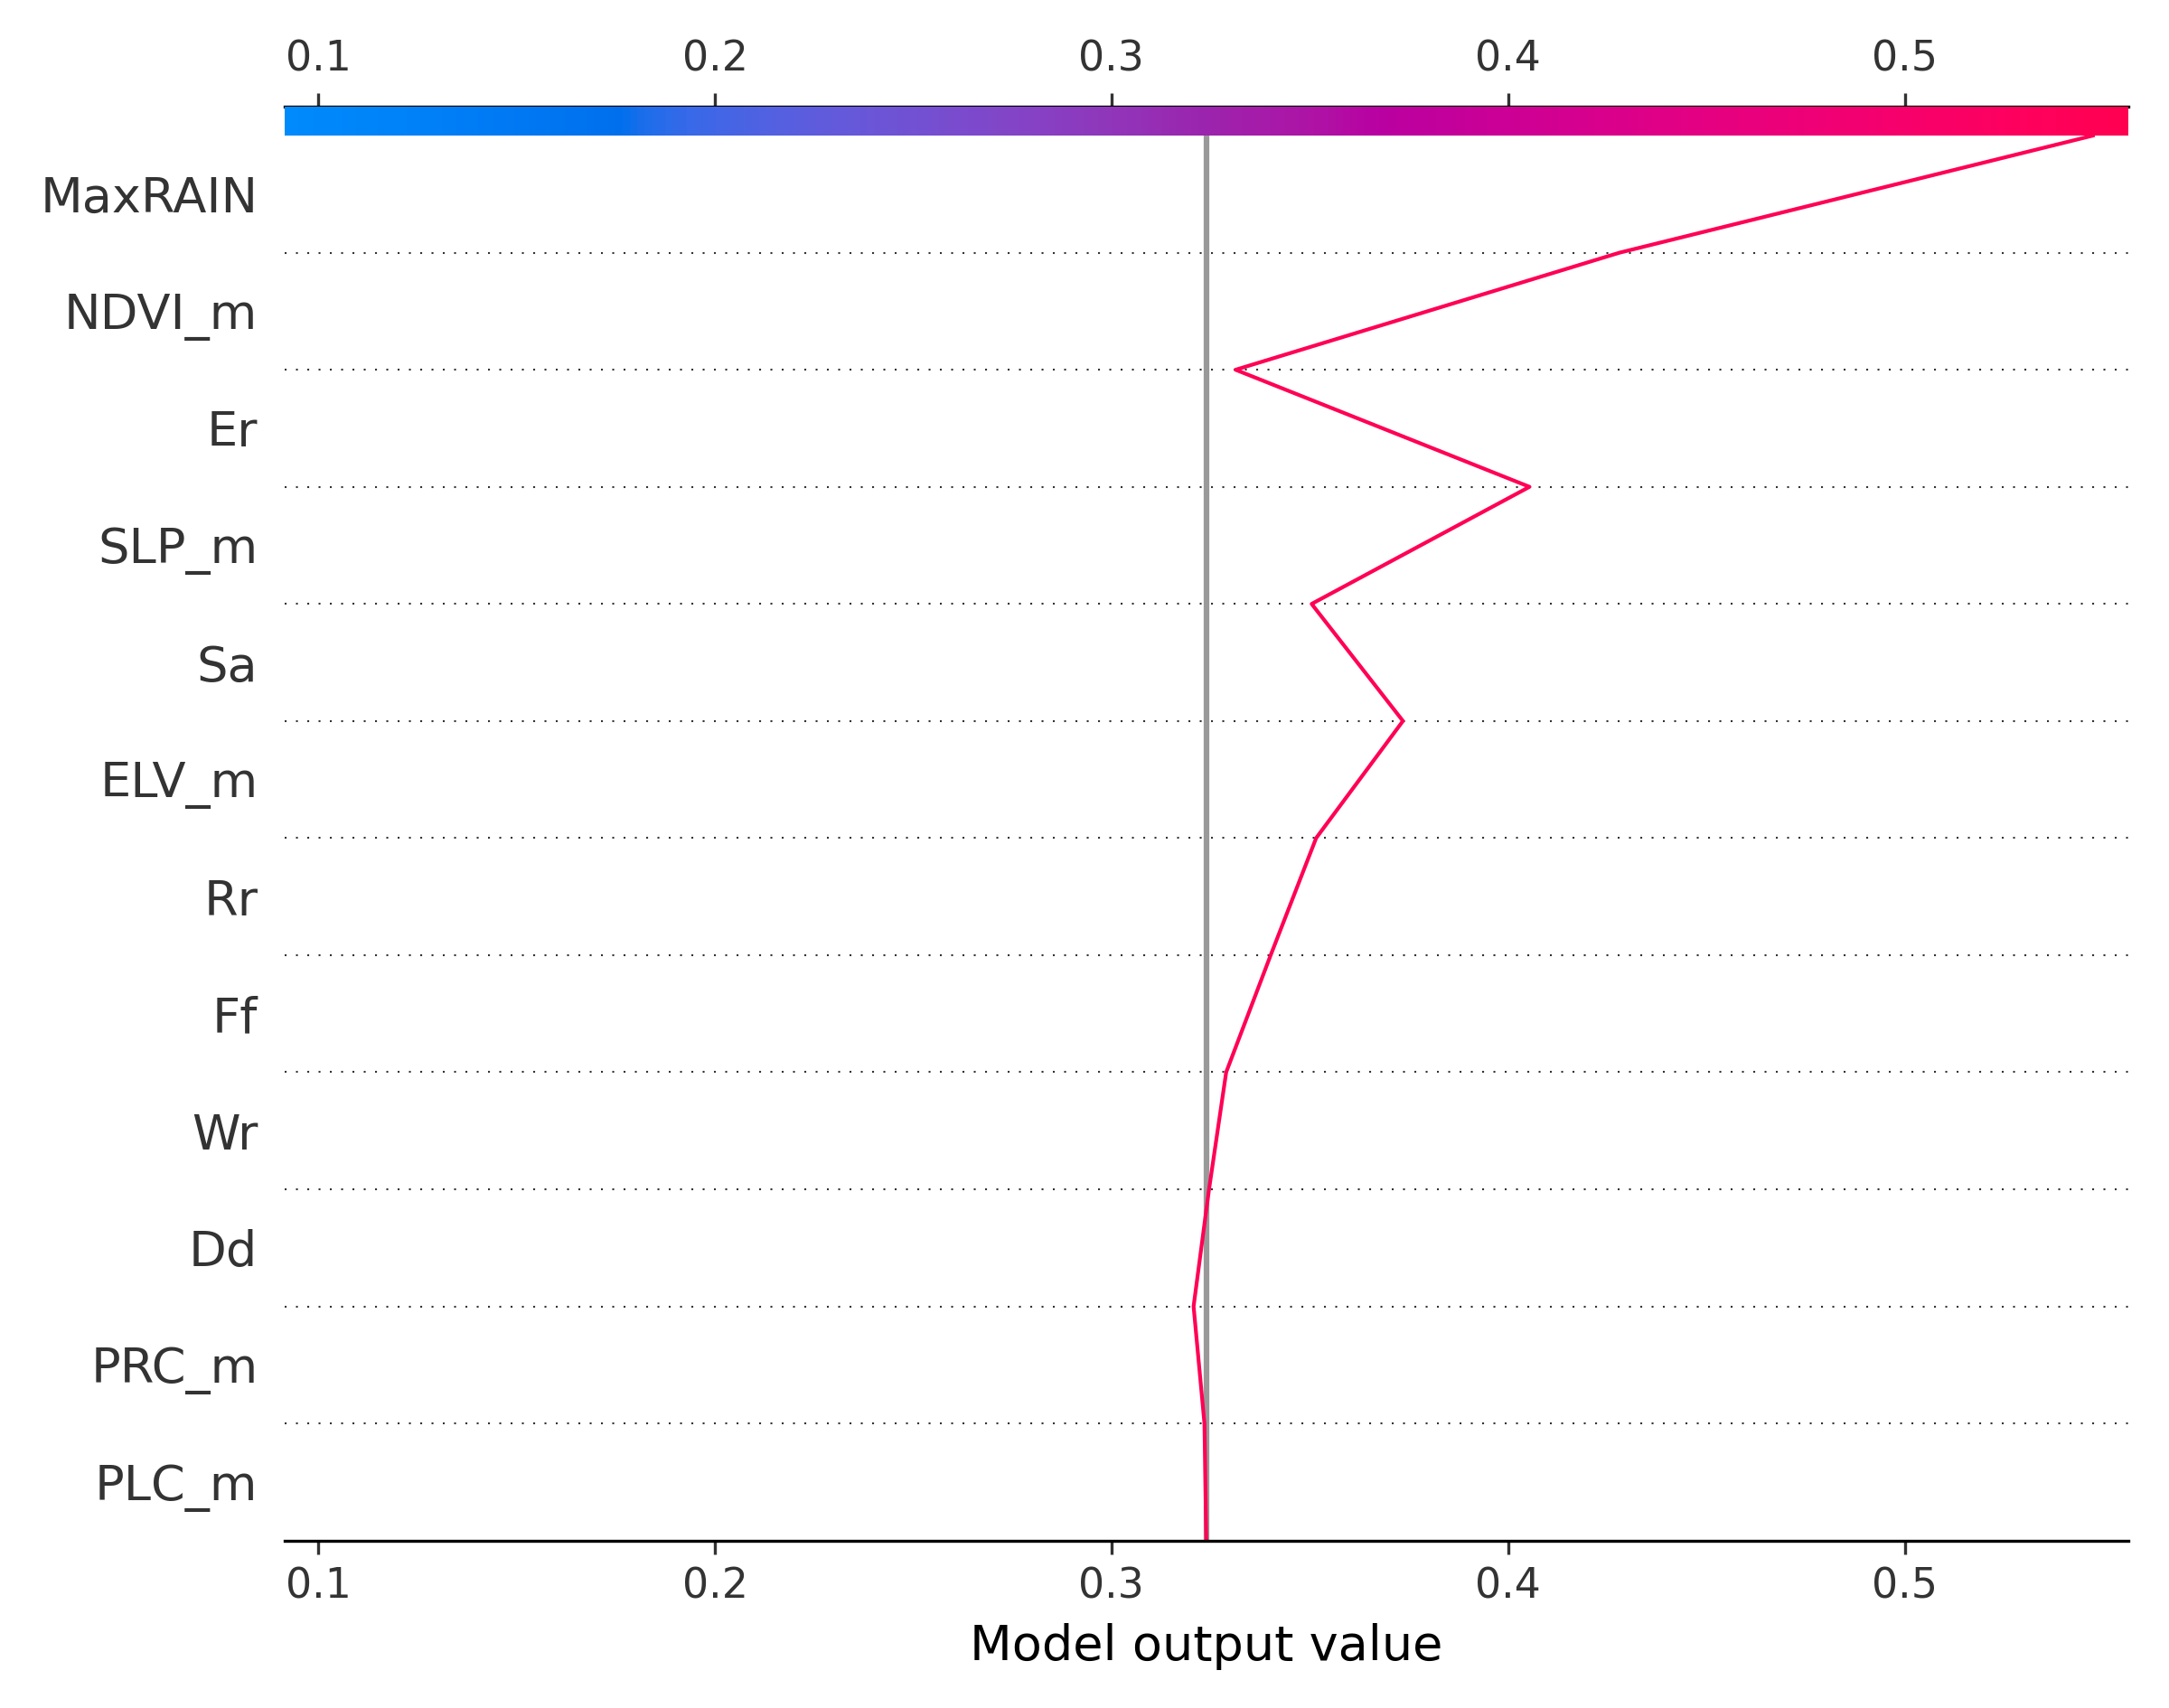 0.1 0.2 0.3 0.4 0.5
MaxRAIN
NDVI_m
Er
SLP_m
Sa
ELV_m
Rr
Ff
Wr
Dd
PRC_m
PLC_m
0.1 0.2 0.3 0.4 0.5
Model output value